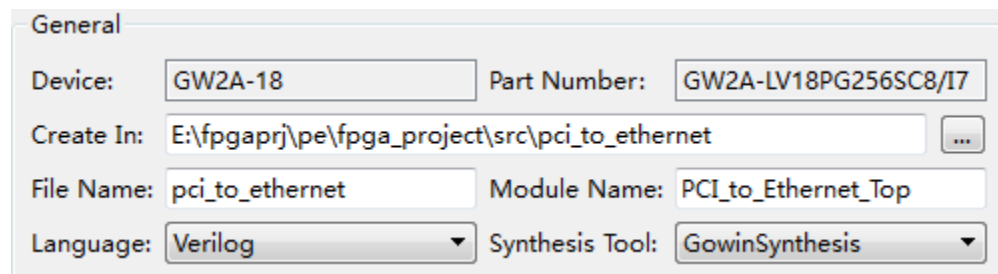 General
Device: GW2A-18 Part Number: GW2A-LV18PG256SC8/I7
Create In: E:\fpgaprj\pe\fpga_project\src\pci_to_ethernet ...
File Name: pci_to_ethernet Module Name: PCI_to_Ethernet_Top
Language: Verilog Synthesis Tool: GowinSynthesis